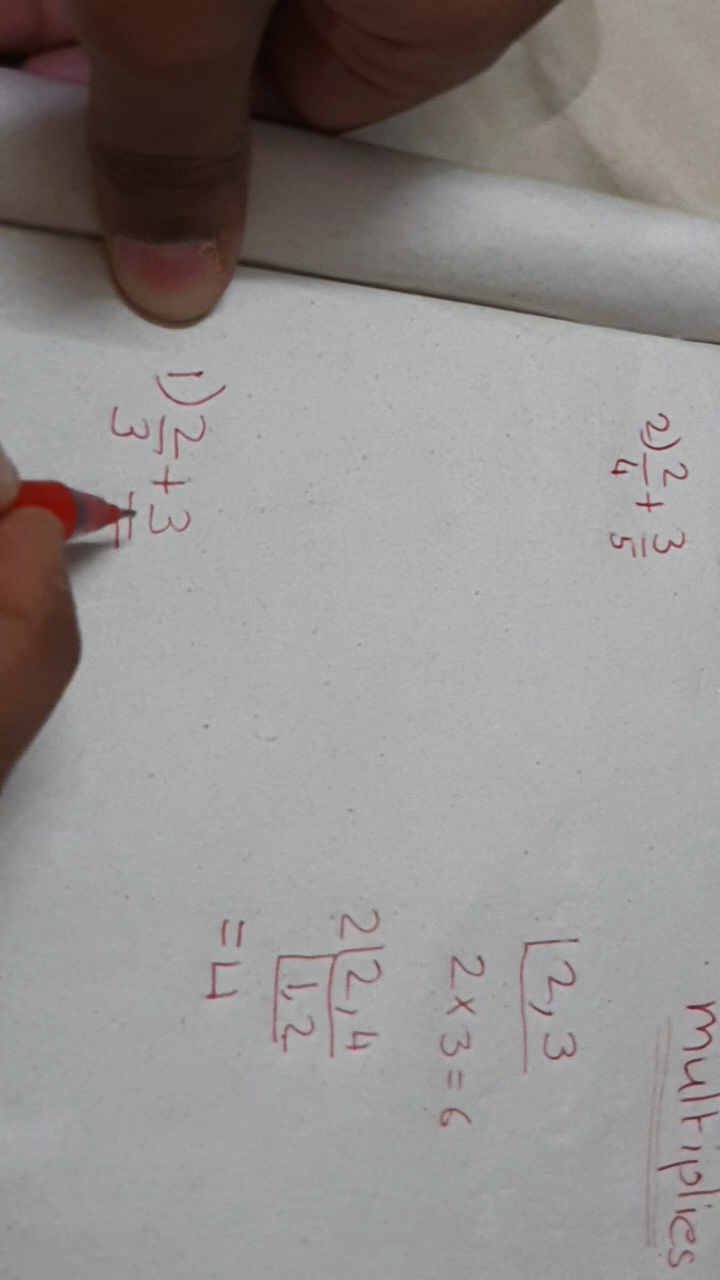 multiplies
2) 2/4 + 3/5
2, 3
2 × 3 = 6
2 | 2, 4
1, 2
= 4
1) 2/3 + 3